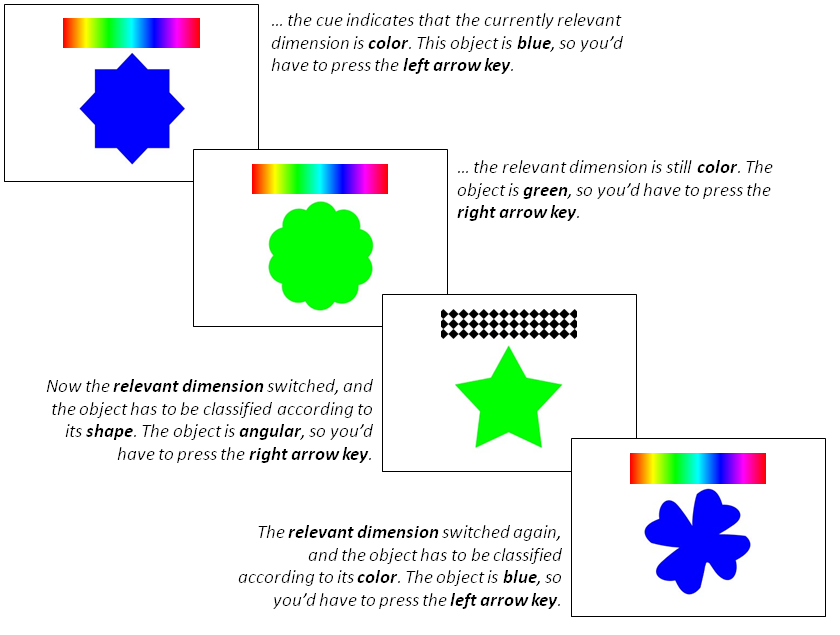 … the cue indicates that the currently relevant
dimension is color. This object is blue, so you’d
have to press the left arrow key.
… the relevant dimension is still color. The
object is green, so you’d have to press the
right arrow key.
Now the relevant dimension switched, and
the object has to be classified according to
its shape. The object is angular, so you’d
have to press the right arrow key.
The relevant dimension switched again,
and the object has to be classified
according to its color. The object is blue, so
you’d have to press the left arrow key.